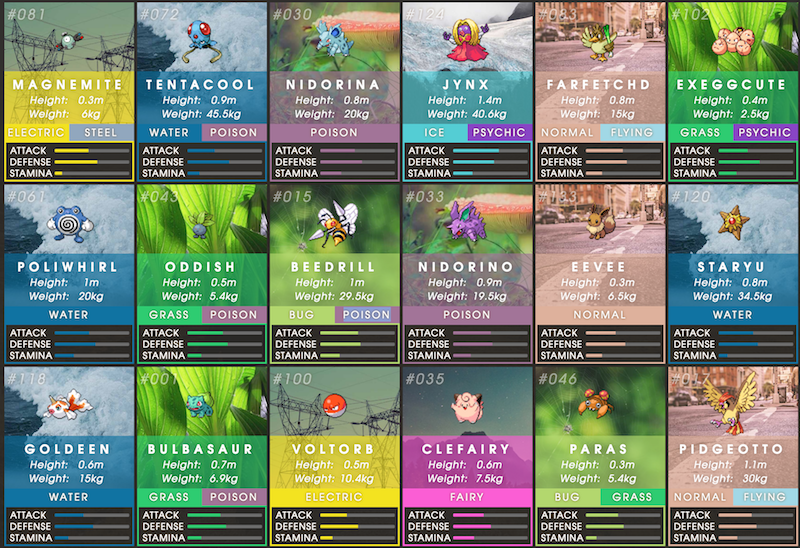 #081
MAGNEMITE
Height: 0.3m
Weight: 6kg
ELECTRIC STEEL
ATTACK
DEFENSE
STAMINA
#072
TENTACOOL
Height: 0.9m
Weight: 45.5kg
WATER POISON
ATTACK
DEFENSE
STAMINA
#030
NIDORINA
Height: 0.8m
Weight: 20kg
POISON
ATTACK
DEFENSE
STAMINA
#124
JYNX
Height: 1.4m
Weight: 40.6kg
ICE PSYCHIC
ATTACK
DEFENSE
STAMINA
#083
FARFETCHD
Height: 0.8m
Weight: 15kg
NORMAL FLYING
ATTACK
DEFENSE
STAMINA
#102
EXEGGCUTE
Height: 0.4m
Weight: 2.5kg
GRASS PSYCHIC
ATTACK
DEFENSE
STAMINA
#061
POLIWHIRL
Height: 1m
Weight: 20kg
WATER
ATTACK
DEFENSE
STAMINA
#043
ODDISH
Height: 0.5m
Weight: 5.4kg
GRASS POISON
ATTACK
DEFENSE
STAMINA
#015
BEEDRILL
Height: 1m
Weight: 29.5kg
BUG POISON
ATTACK
DEFENSE
STAMINA
#033
NIDORINO
Height: 0.9m
Weight: 19.5kg
POISON
ATTACK
DEFENSE
STAMINA
#133
EEVEE
Height: 0.3m
Weight: 6.5kg
NORMAL
ATTACK
DEFENSE
STAMINA
#120
STARYU
Height: 0.8m
Weight: 34.5kg
WATER
ATTACK
DEFENSE
STAMINA
#118
GOLDEEN
Height: 0.6m
Weight: 15kg
WATER
ATTACK
DEFENSE
STAMINA
#001
BULBASAUR
Height: 0.7m
Weight: 6.9kg
GRASS POISON
ATTACK
DEFENSE
STAMINA
#100
VOLTORB
Height: 0.5m
Weight: 10.4kg
ELECTRIC
ATTACK
DEFENSE
STAMINA
#035
CLEFAIRY
Height: 0.6m
Weight: 7.5kg
FAIRY
ATTACK
DEFENSE
STAMINA
#046
PARAS
Height: 0.3m
Weight: 5.4kg
BUG GRASS
ATTACK
DEFENSE
STAMINA
#017
PIDGEOTTO
Height: 1.1m
Weight: 30kg
NORMAL FLYING
ATTACK
DEFENSE
STAMINA